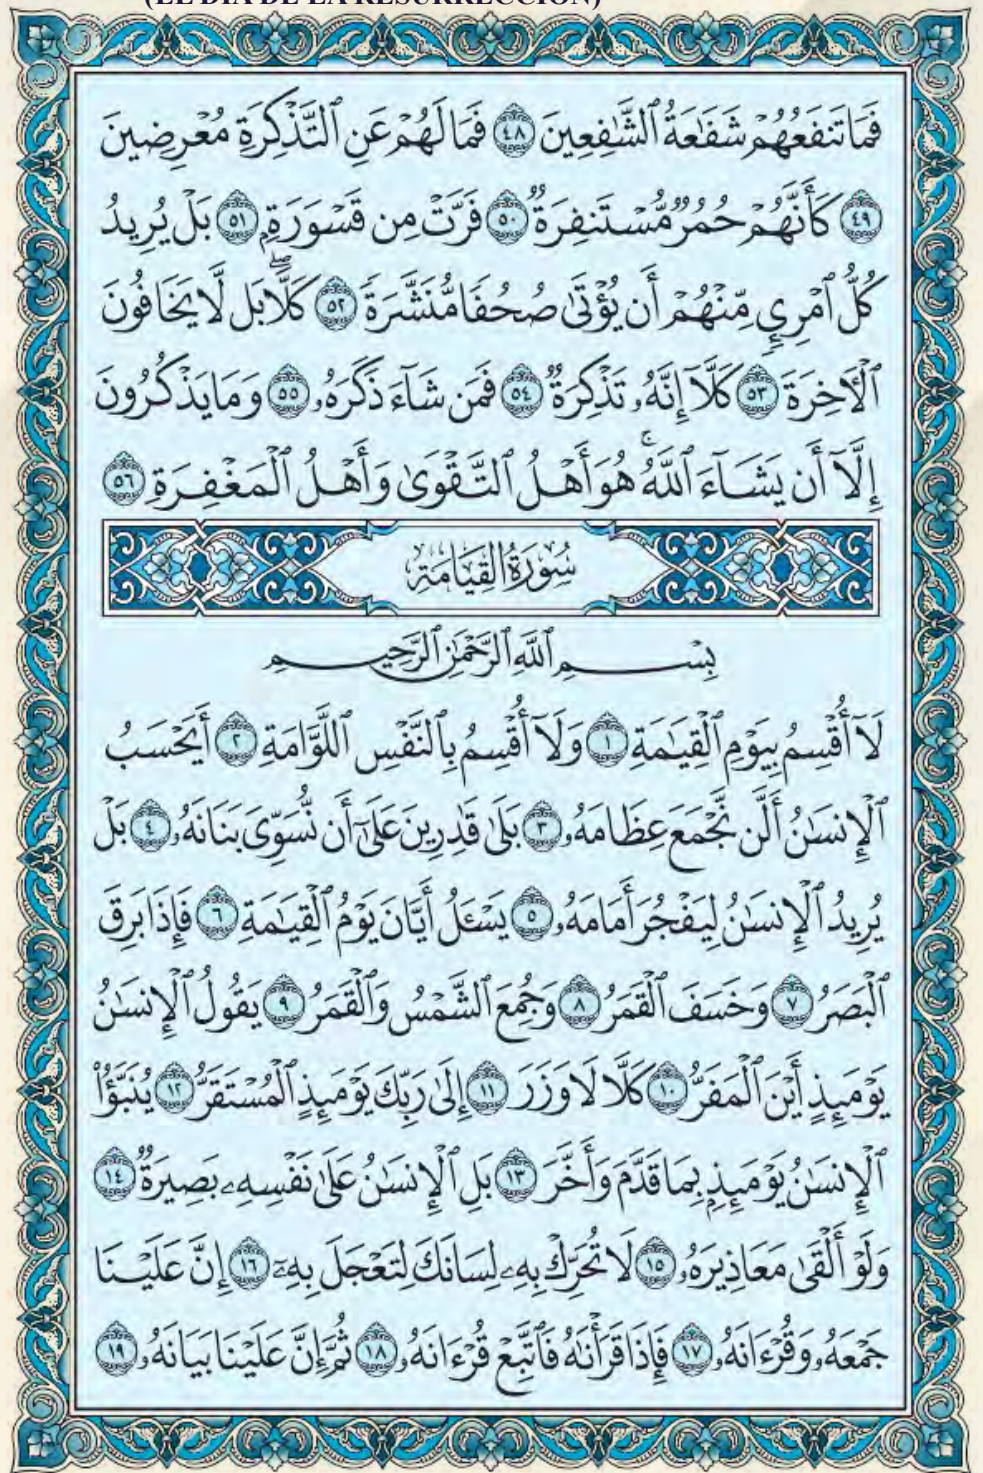 (EL DÍA DE LA RESURRECCIÓN)
فَمَا تَنفَعُهُمْ شَفَٰعَةُ ٱلشَّٰفِعِينَ ٤٨ فَمَا لَهُمْ عَنِ ٱلتَّذْكِرَةِ مُعْرِضِينَ
٤٩ كَأَنَّهُمْ حُمُرٌ مُّسْتَنفِرَةٌ ٥٠ فَرَّتْ مِن قَسْوَرَةٍۭ ٥١ بَلْ يُرِيدُ
كُلُّ ٱمْرِئٍ مِّنْهُمْ أَن يُؤْتَىٰ صُحُفًا مُّنَشَّرَةً ٥٢ كَلَّاۖ بَل لَّا يَخَافُونَ
ٱلْءَاخِرَةَ ٥٣ كَلَّآ إِنَّهُۥ تَذْكِرَةٌ ٥٤ فَمَن شَآءَ ذَكَرَهُۥ ٥٥ وَمَا يَذْكُرُونَ
إِلَّآ أَن يَشَآءَ ٱللَّهُۚ هُوَ أَهْلُ ٱلتَّقْوَىٰ وَأَهْلُ ٱلْمَغْفِرَةِ ٥٦
سُورَةُ القِيَامَةِ
بِسْمِ ٱللَّهِ ٱلرَّحْمَٰنِ ٱلرَّحِيمِ
لَآ أُقْسِمُ بِيَوْمِ ٱلْقِيَٰمَةِ ١ وَلَآ أُقْسِمُ بِٱلنَّفْسِ ٱللَّوَّامَةِ ٢ أَيَحْسَبُ
ٱلْإِنسَٰنُ أَلَّن نَّجْمَعَ عِظَامَهُۥ ٣ بَلَىٰ قَٰدِرِينَ عَلَىٰٓ أَن نُّسَوِّىَ بَنَانَهُۥ ٤ بَلْ
يُرِيدُ ٱلْإِنسَٰنُ لِيَفْجُرَ أَمَامَهُۥ ٥ يَسْـَٔلُ أَيَّانَ يَوْمُ ٱلْقِيَٰمَةِ ٦ فَإِذَا بَرِقَ
ٱلْبَصَرُ ٧ وَخَسَفَ ٱلْقَمَرُ ٨ وَجُمِعَ ٱلشَّمْسُ وَٱلْقَمَرُ ٩ يَقُولُ ٱلْإِنسَٰنُ
يَوْمَئِذٍ أَيْنَ ٱلْمَفَرُّ ١٠ كَلَّا لَا وَزَرَ ١١ إِلَىٰ رَبِّكَ يَوْمَئِذٍ ٱلْمُسْتَقَرُّ ١٢ يُنَبَّؤُا۟
ٱلْإِنسَٰنُ يَوْمَئِذٍۭ بِمَا قَدَّمَ وَأَخَّرَ ١٣ بَلِ ٱلْإِنسَٰنُ عَلَىٰ نَفْسِهِۦ بَصِيرَةٌ ١٤
وَلَوْ أَلْقَىٰ مَعَاذِيرَهُۥ ١٥ لَا تُحَرِّكْ بِهِۦ لِسَانَكَ لِتَعْجَلَ بِهِۦٓ ١٦ إِنَّ عَلَيْنَا
جَمْعَهُۥ وَقُرْءَانَهُۥ ١٧ فَإِذَا قَرَأْنَٰهُ فَٱتَّبِعْ قُرْءَانَهُۥ ١٨ ثُمَّ إِنَّ عَلَيْنَا بَيَانَهُۥ ١٩